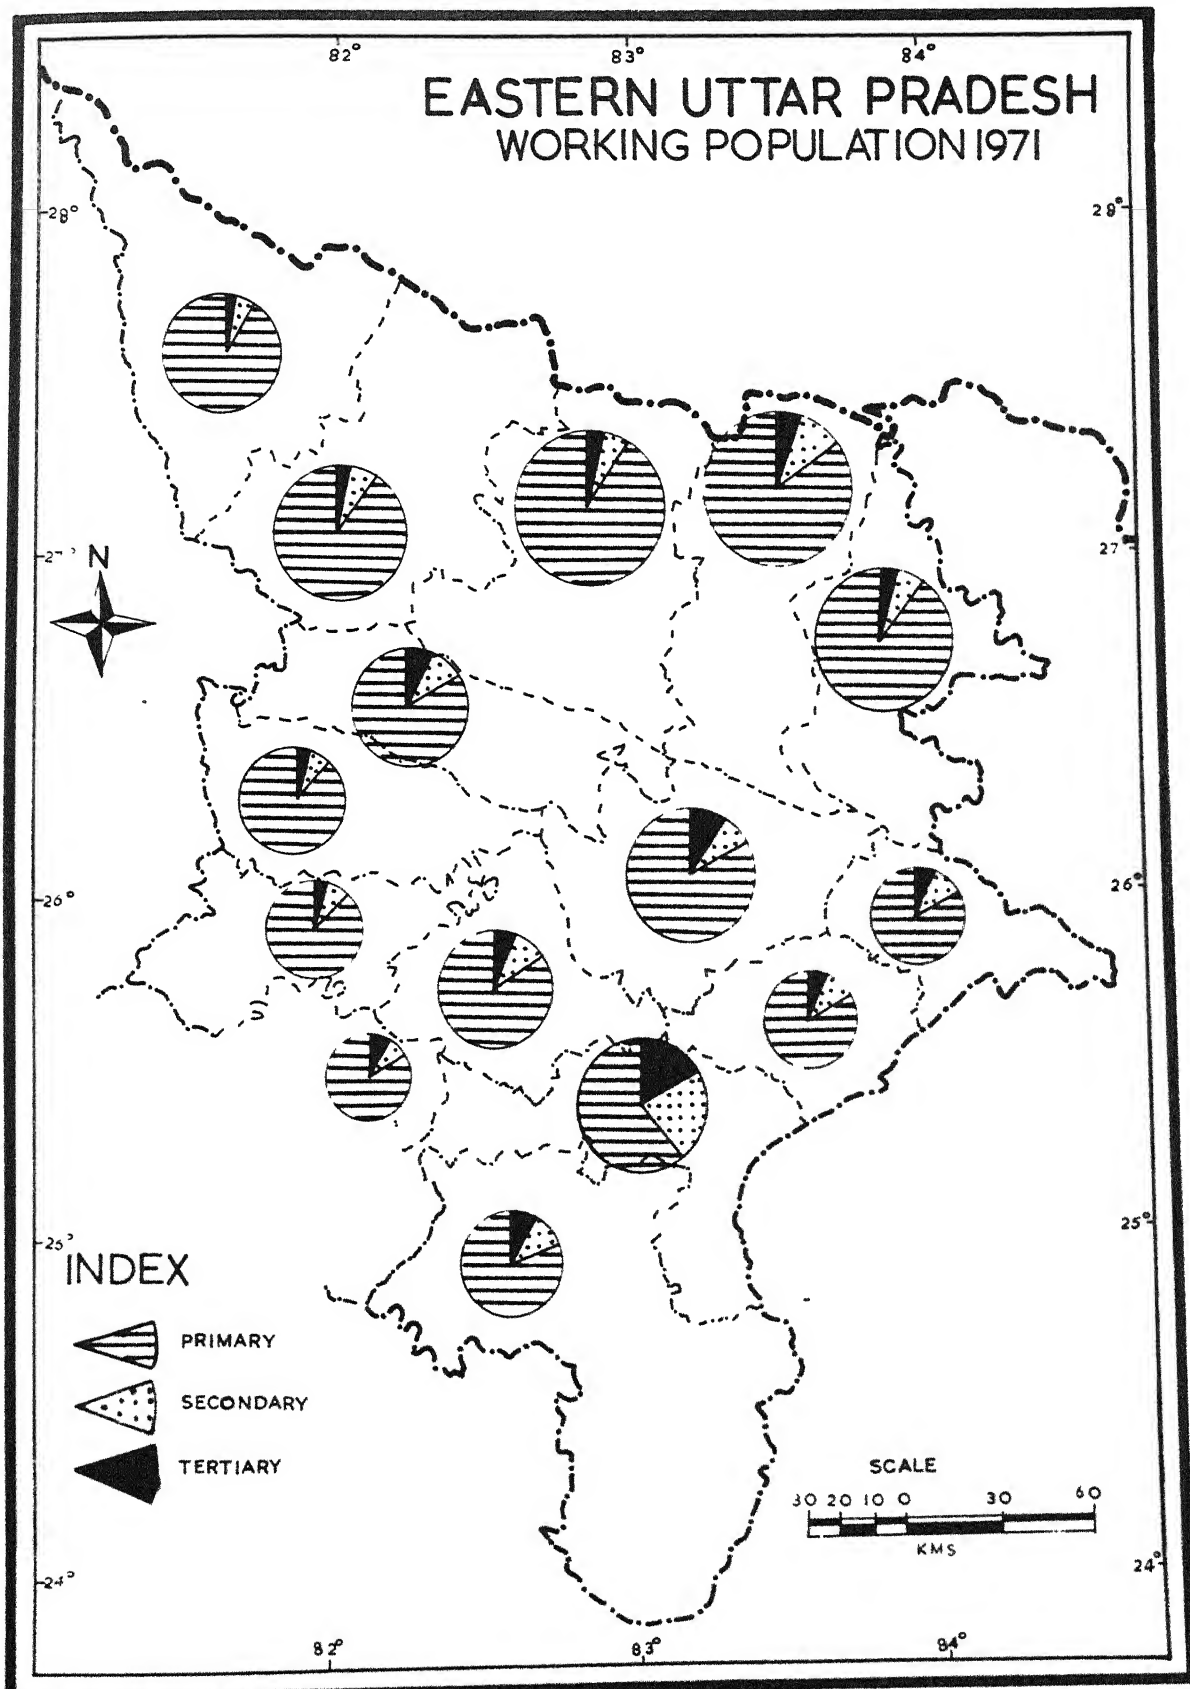 82° 83° 84°
EASTERN UTTAR PRADESH
WORKING POPULATION 1971
28° 28°
N
27° 27°
26° 26°
25° 25°
INDEX
PRIMARY
SECONDARY
TERTIARY
SCALE
30 20 10 0 30 60
KMS
24° 24°
82° 83° 84°